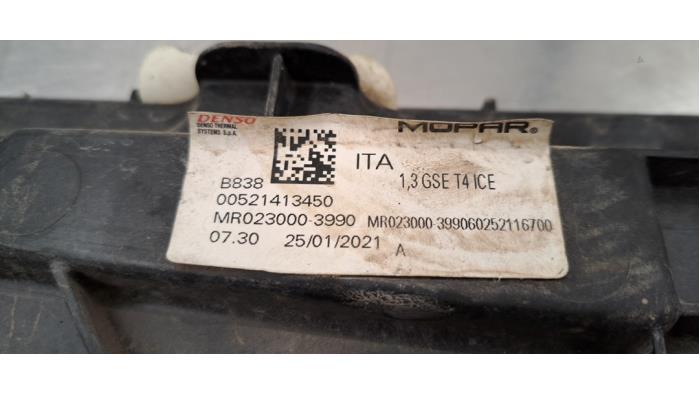 DENSO
DENSO THERMAL
SYSTEMS S.p.A.
MOPAR®
ITA
1,3 GSE T4 ICE
B838
00521413450
MR023000-3990 MR023000-399060252116700
07.30 25/01/2021 A